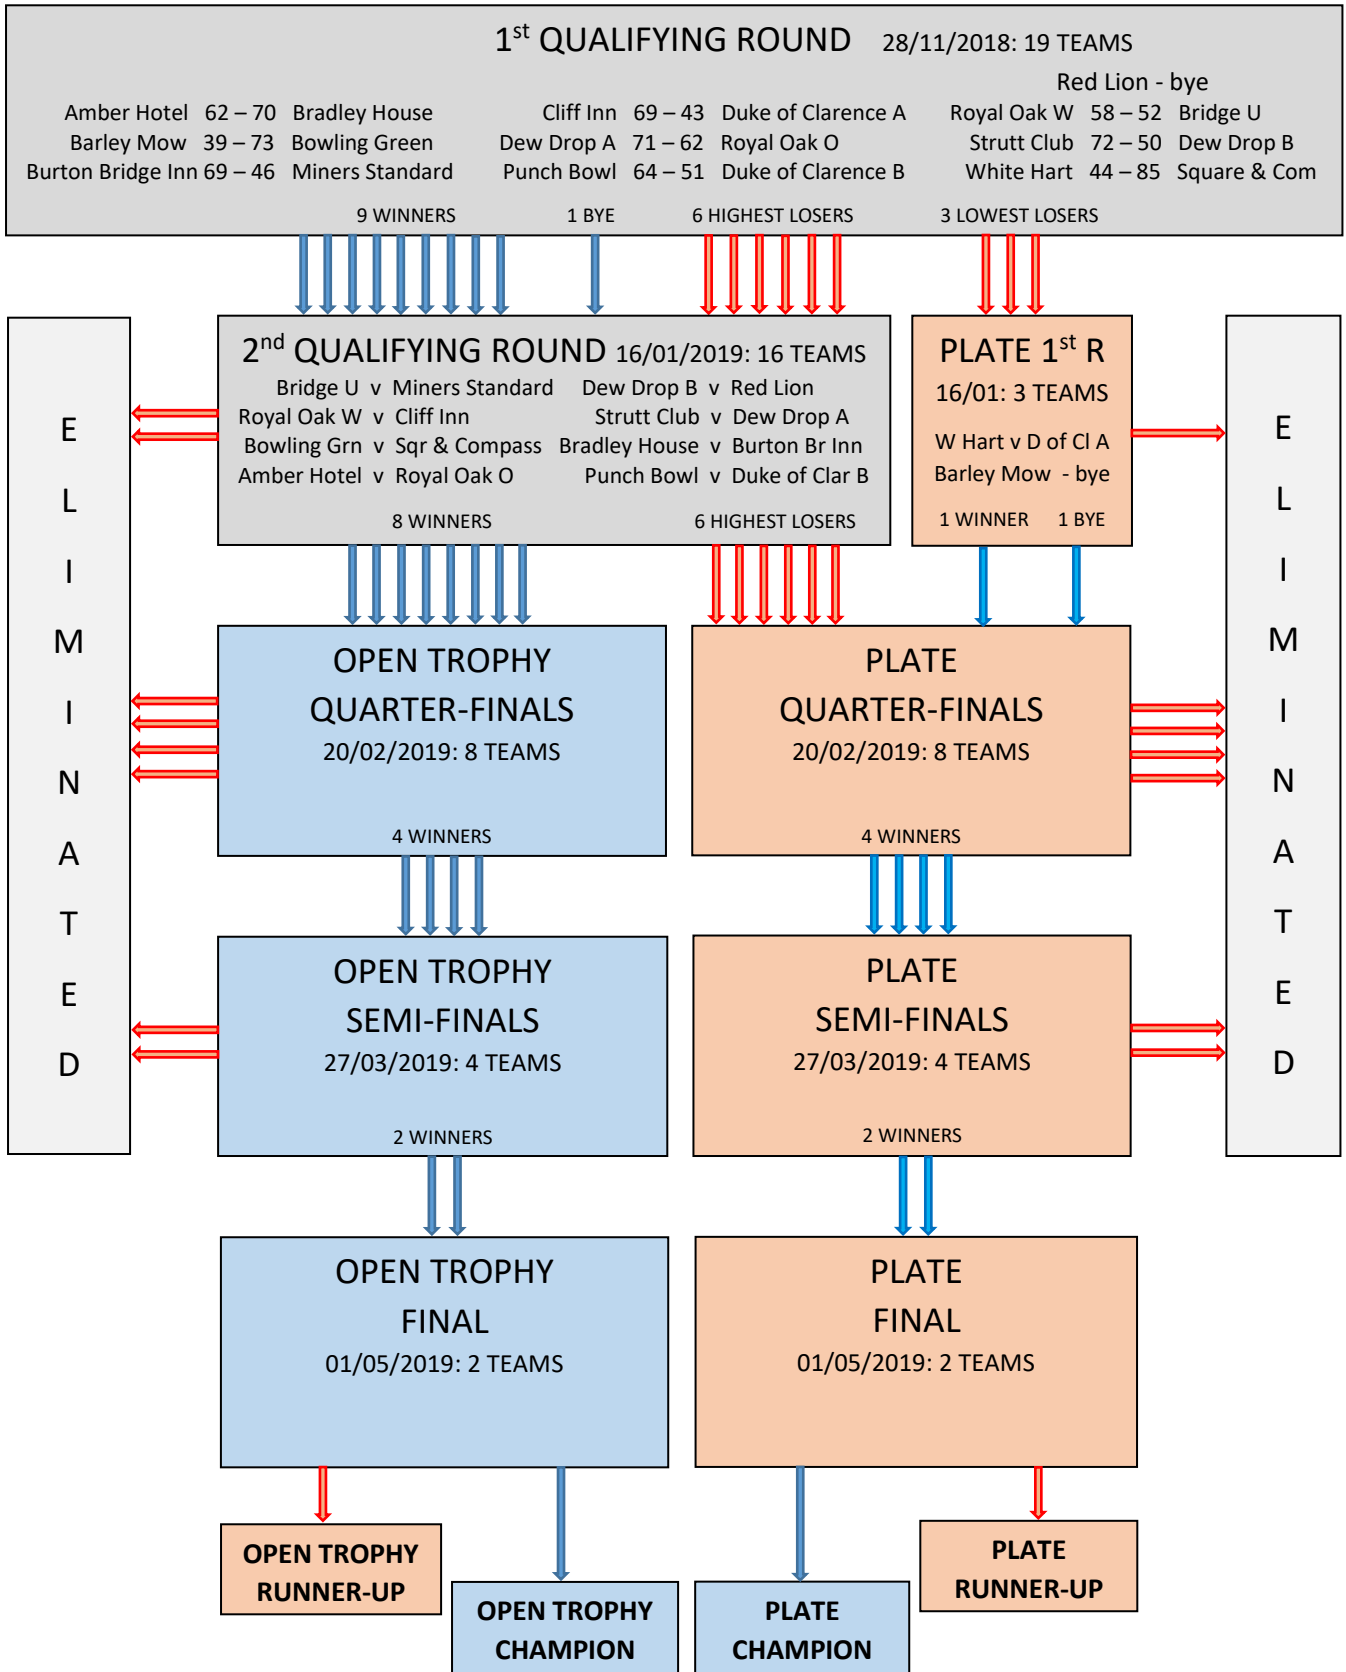 1st QUALIFYING ROUND 28/11/2018: 19 TEAMS
Red Lion - bye
Amber Hotel 62 – 70 Bradley House Cliff Inn 69 – 43 Duke of Clarence A Royal Oak W 58 – 52 Bridge U
Barley Mow 39 – 73 Bowling Green Dew Drop A 71 – 62 Royal Oak O Strutt Club 72 – 50 Dew Drop B
Burton Bridge Inn 69 – 46 Miners Standard Punch Bowl 64 – 51 Duke of Clarence B White Hart 44 – 85 Square & Com
9 WINNERS 1 BYE 6 HIGHEST LOSERS 3 LOWEST LOSERS
2nd QUALIFYING ROUND 16/01/2019: 16 TEAMS
Bridge U v Miners Standard Dew Drop B v Red Lion
Royal Oak W v Cliff Inn Strutt Club v Dew Drop A
Bowling Grn v Sqr & Compass Bradley House v Burton Br Inn
Amber Hotel v Royal Oak O Punch Bowl v Duke of Clar B
8 WINNERS 6 HIGHEST LOSERS
PLATE 1st R
16/01: 3 TEAMS
W Hart v D of Cl A
Barley Mow - bye
1 WINNER 1 BYE
E
L
I
M
I
N
A
T
E
D
E
L
I
M
I
N
A
T
E
D
OPEN TROPHY
QUARTER-FINALS
20/02/2019: 8 TEAMS
4 WINNERS
PLATE
QUARTER-FINALS
20/02/2019: 8 TEAMS
4 WINNERS
OPEN TROPHY
SEMI-FINALS
27/03/2019: 4 TEAMS
2 WINNERS
PLATE
SEMI-FINALS
27/03/2019: 4 TEAMS
2 WINNERS
OPEN TROPHY
FINAL
01/05/2019: 2 TEAMS
PLATE
FINAL
01/05/2019: 2 TEAMS
OPEN TROPHY
RUNNER-UP
OPEN TROPHY
CHAMPION
PLATE
CHAMPION
PLATE
RUNNER-UP